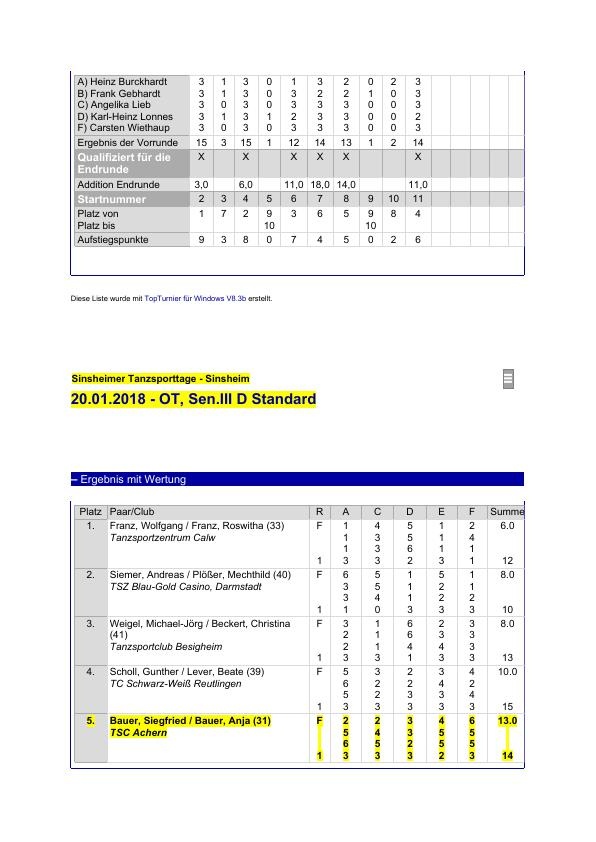 A) Heinz Burckhardt 3 1 3 0 1 3 2 0 2 3
B) Frank Gebhardt 3 1 3 0 3 2 2 1 0 3
C) Angelika Lieb 3 0 3 0 3 3 3 0 0 3
D) Karl-Heinz Lonnes 3 1 3 1 2 3 3 0 0 2
F) Carsten Wiethaup 3 0 3 0 3 3 3 0 0 3
Ergebnis der Vorrunde 15 3 15 1 12 14 13 1 2 14
Qualifiziert für die X X X X X X
Endrunde
Addition Endrunde 3,0 6,0 11,0 18,0 14,0 11,0
Startnummer 2 3 4 5 6 7 8 9 10 11
Platz von 1 7 2 9 3 6 5 9 8 4
Platz bis 10 10
Aufstiegspunkte 9 3 8 0 7 4 5 0 2 6
Diese Liste wurde mit TopTurnier für Windows V8.3b erstellt.
Sinsheimer Tanzsporttage - Sinsheim
20.01.2018 - OT, Sen.III D Standard
– Ergebnis mit Wertung
Platz Paar/Club R A C D E F Summe
1. Franz, Wolfgang / Franz, Roswitha (33) F 1 4 5 1 2 6.0
Tanzsportzentrum Calw 1 3 5 1 4
1 3 6 3 1
1 3 3 2 3 1 12
2. Siemer, Andreas / Plößer, Mechthild (40) F 6 5 1 5 1 8.0
TSZ Blau-Gold Casino, Darmstadt 3 5 1 2 1
3 4 1 2 2
1 1 0 3 3 3 10
3. Weigel, Michael-Jörg / Beckert, Christina F 3 1 6 2 3 8.0
(41) 2 1 6 3 3
Tanzsportclub Besigheim 2 1 4 4 3
1 3 3 1 3 3 13
4. Scholl, Gunther / Lever, Beate (39) F 5 3 2 3 4 10.0
TC Schwarz-Weiß Reutlingen 6 2 2 4 2
5 2 3 3 4
1 3 3 3 3 3 15
5. Bauer, Siegfried / Bauer, Anja (31) F 2 2 3 4 6 13.0
TSC Achern 5 4 3 5 5
6 5 2 5 5
1 3 3 3 2 3 14